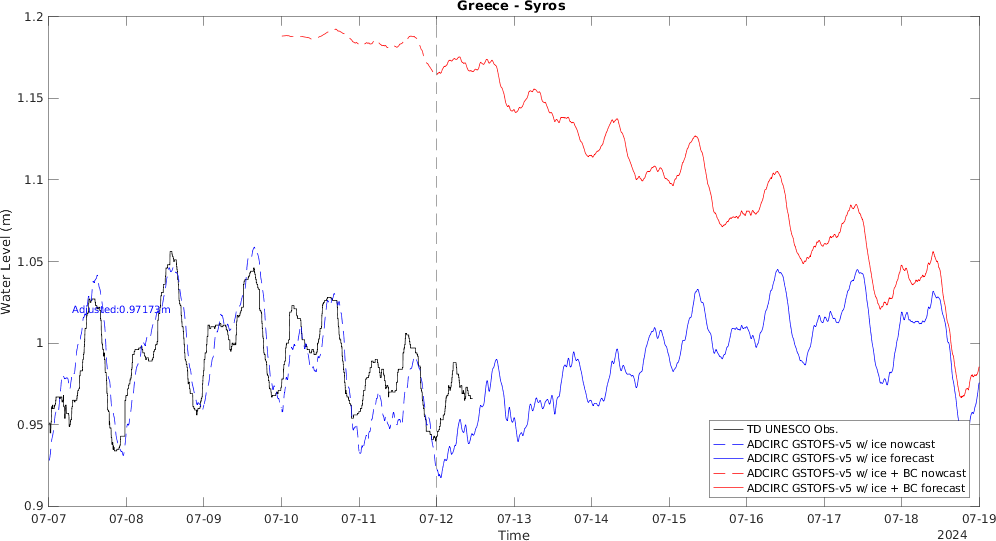 Greece - Syros
1.2
1.15
1.1
1.05
1
0.95
0.9
Water Level (m)
Adjusted:0.97173m
TD UNESCO Obs.
ADCIRC GSTOFS-v5 w/ ice nowcast
ADCIRC GSTOFS-v5 w/ ice forecast
ADCIRC GSTOFS-v5 w/ ice + BC nowcast
ADCIRC GSTOFS-v5 w/ ice + BC forecast
07-07 07-08 07-09 07-10 07-11 07-12 07-13 07-14 07-15 07-16 07-17 07-18 07-19
Time
2024